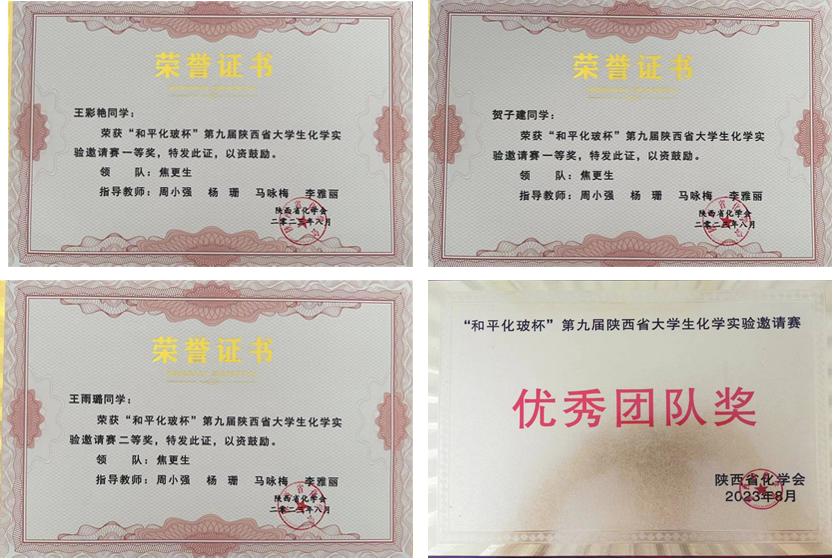 荣誉证书
王彩艳同学：
荣获“和平化玻杯”第九届陕西省大学生化学实
验邀请赛一等奖，特发此证，以资鼓励。
领 队：焦更生
指导教师：周小强 杨 珊 马咏梅 李雅丽
陕西省化学会
二零二三年八月
荣誉证书
贺子建同学：
荣获“和平化玻杯”第九届陕西省大学生化学实
验邀请赛一等奖，特发此证，以资鼓励。
领 队：焦更生
指导教师：周小强 杨 珊 马咏梅 李雅丽
陕西省化学会
二零二三年八月
荣誉证书
王雨璐同学：
荣获“和平化玻杯”第九届陕西省大学生化学实
验邀请赛二等奖，特发此证，以资鼓励。
领 队：焦更生
指导教师：周小强 杨 珊 马咏梅 李雅丽
陕西省化学会
二零二三年八月
“和平化玻杯”第九届陕西省大学生化学实验邀请赛
优秀团队奖
陕西省化学会
2023年8月